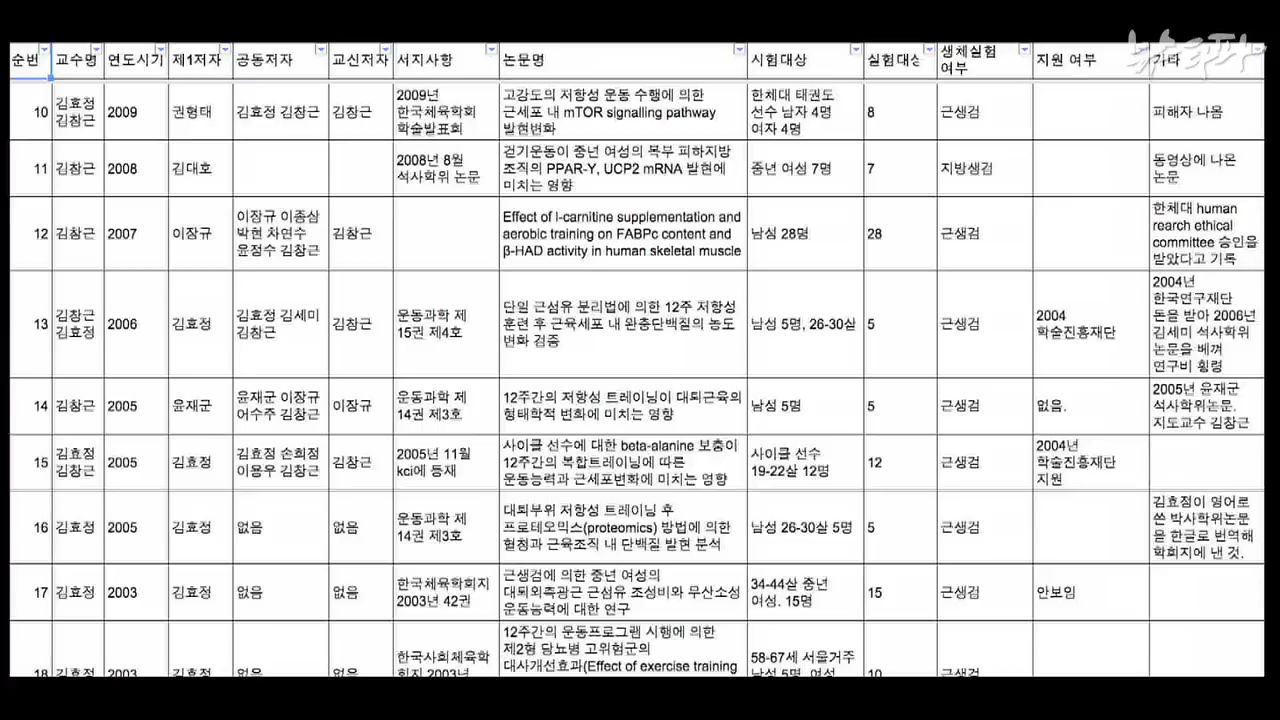 뉴스타파
순번 교수명 연도시기 제1저자 공동저자 교신저자 서지사항 논문명 시험대상 실험대상 생체실험 여부 지원 여부 기타
10 김효정 김창근 2009 권형태 김효정 김창근 김창근 2009년 한국체육학회 학술발표회 고강도의 저항성 운동 수행에 의한 근세포 내 mTOR signalling pathway 발현변화 한체대 태권도 선수 남자 4명 여자 4명 8 근생검 피해자 나옴
11 김창근 2008 김대호 2008년 8월 석사학위 논문 걷기운동이 중년 여성의 복부 피하지방 조직의 PPAR-Y, UCP2 mRNA 발현에 미치는 영향 중년 여성 7명 7 지방생검 동영상에 나온 논문
12 김창근 2007 이장규 이장규 이종삼 박현 차연수 윤정수 김창근 김창근 Effect of l-carnitine supplementation and aerobic training on FABPc content and β-HAD activity in human skeletal muscle 남성 28명 28 근생검 한체대 human rearch ethical committee 승인을 받았다고 기록
13 김창근 김효정 2006 김효정 김효정 김세미 김창근 김창근 운동과학 제 15권 제4호 단일 근섬유 분리법에 의한 12주 저항성 훈련 후 근육세포 내 완충단백질의 농도 변화 검증 남성 5명, 26-30살 5 근생검 2004 학술진흥재단 2004년 한국연구재단 돈을 받아 2006년 김세미 석사학위 논문을 베껴 연구비 횡령
14 김창근 2005 윤재군 윤재군 이장규 어수주 김창근 이장규 운동과학 제 14권 제3호 12주간의 저항성 트레이닝이 대퇴근육의 형태학적 변화에 미치는 영향 남성 5명 5 근생검 없음. 2005년 윤재군 석사학위논문. 지도교수 김창근
15 김효정 김창근 2005 김효정 김효정 손희정 이용우 김창근 김창근 2005년 11월 kci에 등재 사이클 선수에 대한 beta-alanine 보충이 12주간의 복합트레이닝에 따른 운동능력과 근세포변화에 미치는 영향 사이클 선수 19-22살 12명 12 근생검 2004년 학술진흥재단 지원
16 김효정 2005 김효정 없음 없음 운동과학 제 14권 제3호 대퇴부위 저항성 트레이닝 후 프로테오믹스(proteomics) 방법에 의한 혈청과 근육조직 내 단백질 발현 분석 남성 26-30살 5명 5 근생검 김효정이 영어로 쓴 박사학위논문을 한글로 번역해 학회지에 낸 것.
17 김효정 2003 김효정 없음 없음 한국체육학회지 2003년 42권 근생검에 의한 중년 여성의 대퇴외측광근 근섬유 조성비와 무산소성 운동능력에 대한 연구 34-44살 중년 여성. 15명 15 근생검 안보임
18 김효정 2003 김효정 없음 없음 한국사회체육학회지 2003년 12주간의 운동프로그램 시행에 의한 제2형 당뇨병 고위험군의 대사개선효과(Effect of exercise training 58-67세 서울거주 남성 5명, 여성 10 근생검